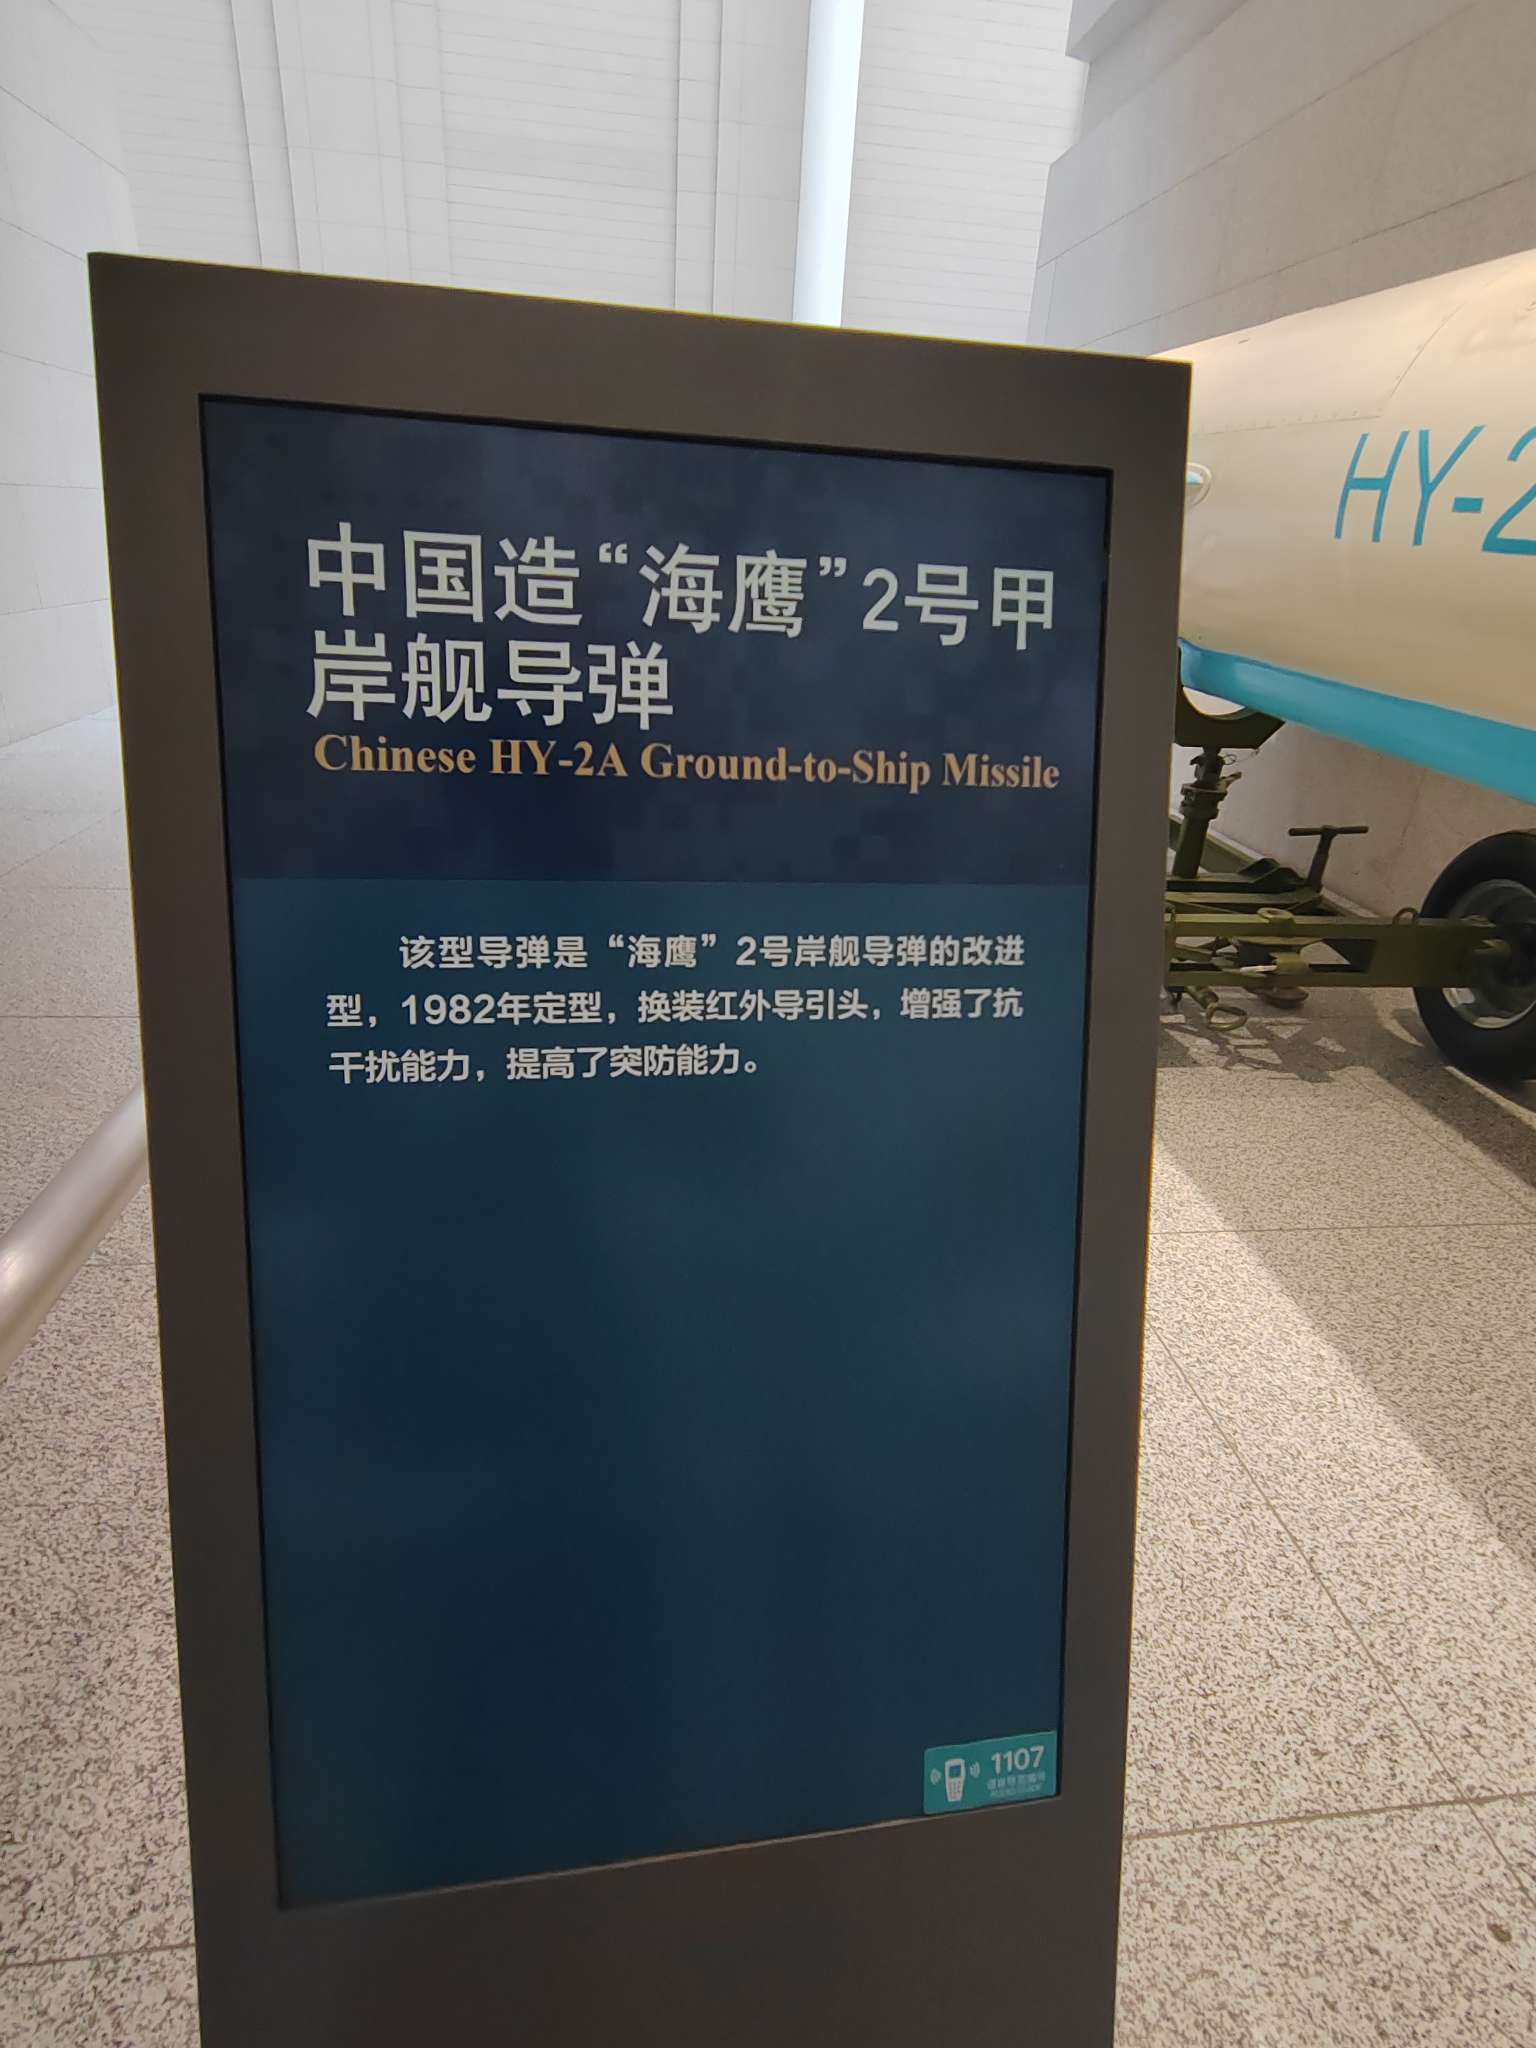 中国造“海鹰”2号甲
岸舰导弹
Chinese HY-2A Ground-to-Ship Missile
该型导弹是“海鹰”2号岸舰导弹的改进
型，1982年定型，换装红外导引头，增强了抗
干扰能力，提高了突防能力。
1107
HY-2